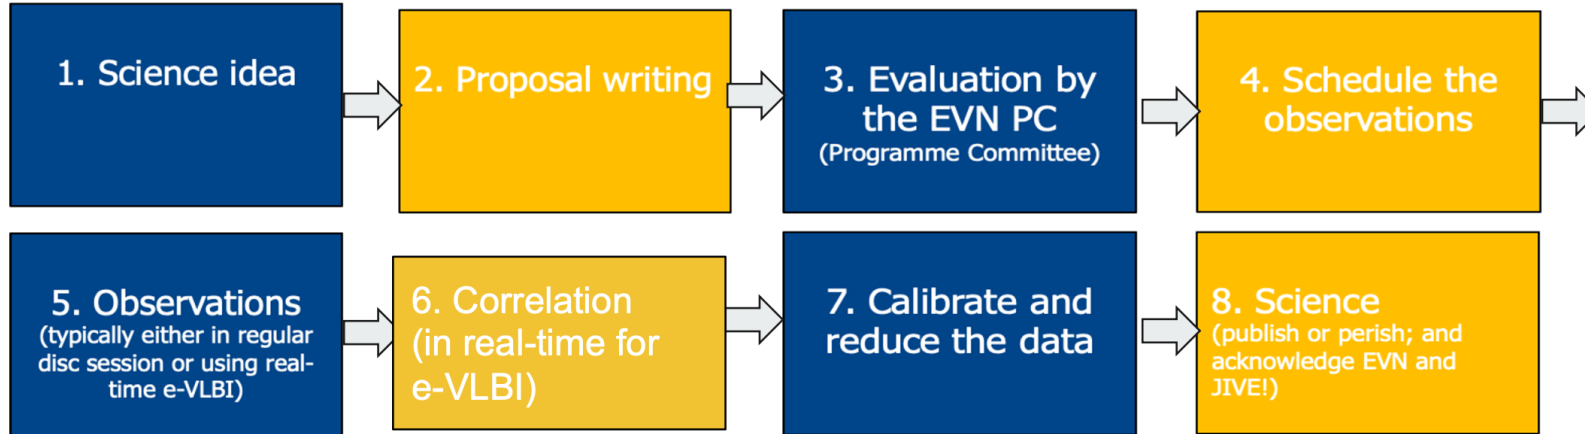 1. Science idea
2. Proposal writing
3. Evaluation by
the EVN PC
(Programme Committee)
4. Schedule the
observations
5. Observations
(typically either in regular
disc session or using real-
time e-VLBI)
6. Correlation
(in real-time for
e-VLBI)
7. Calibrate and
reduce the data
8. Science
(publish or perish; and
acknowledge EVN and
JIVE!)